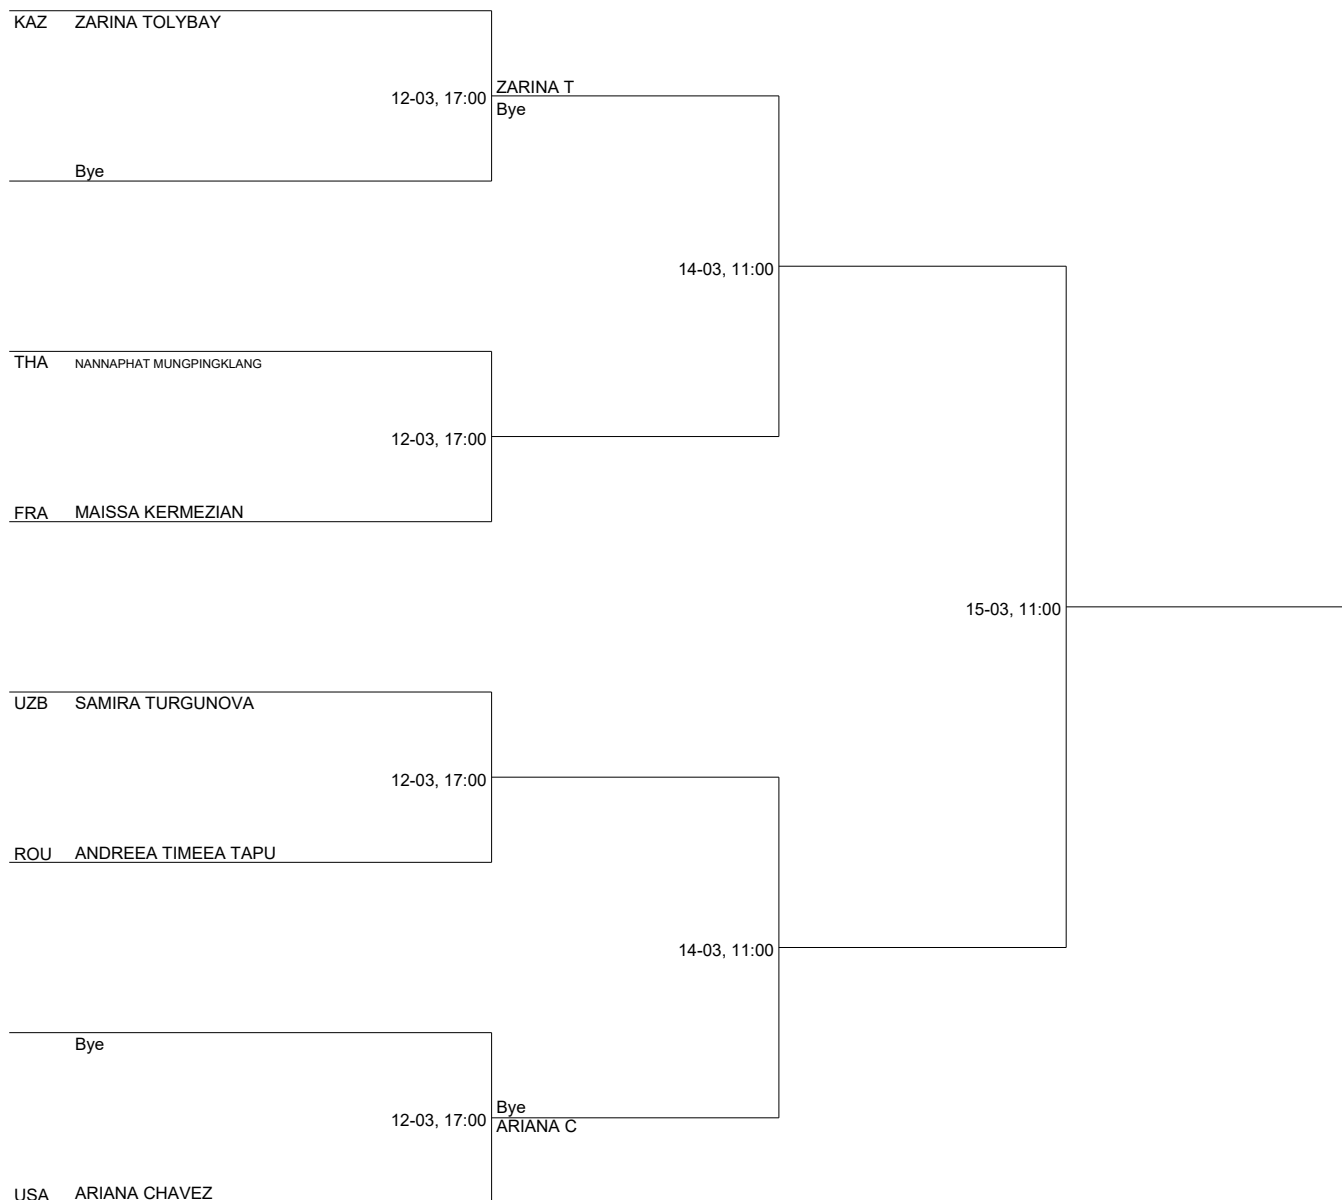 KAZ ZARINA TOLYBAY
ZARINA T
12-03, 17:00
Bye
Bye
14-03, 11:00
THA NANNAPHAT MUNGPINGKLANG
12-03, 17:00
FRA MAISSA KERMEZIAN
15-03, 11:00
UZB SAMIRA TURGUNOVA
12-03, 17:00
ROU ANDREEA TIMEEA TAPU
14-03, 11:00
Bye
Bye
12-03, 17:00
ARIANA C
USA ARIANA CHAVEZ